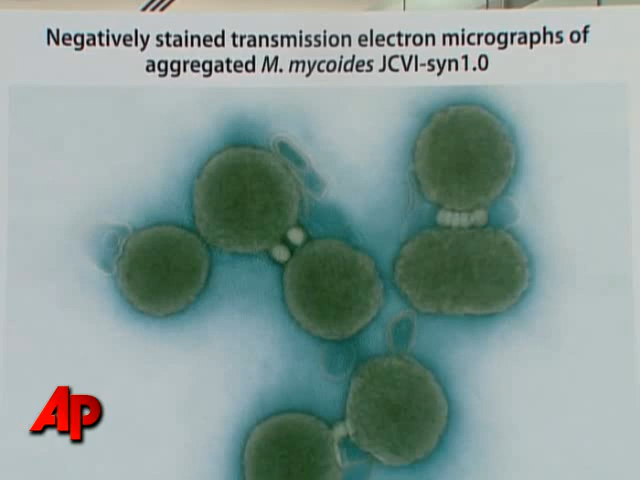 Negatively stained transmission electron micrographs of
aggregated M. mycoides JCVI-syn1.0
AP